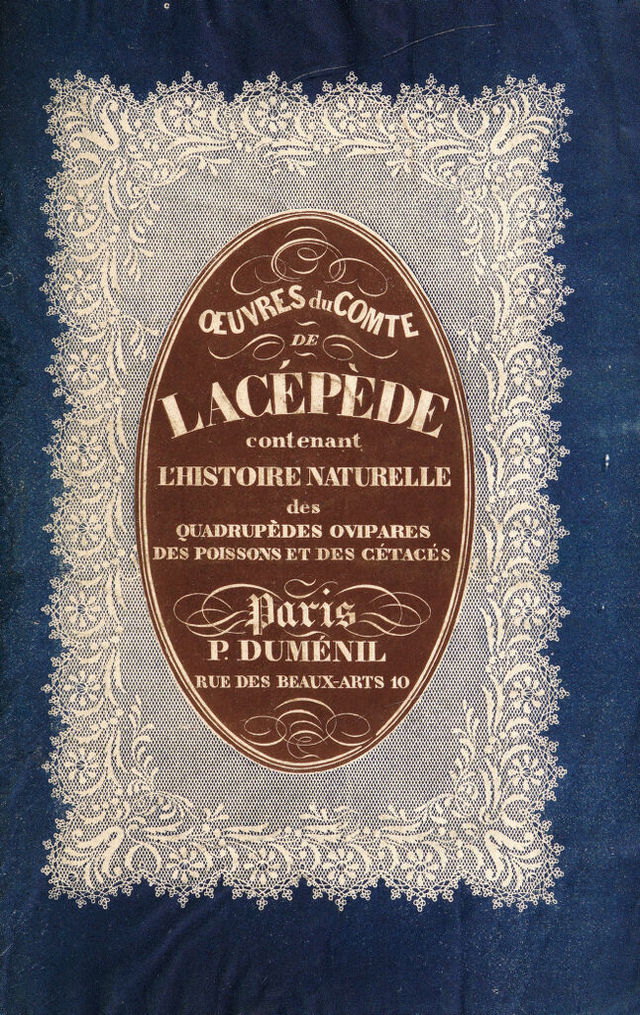 ŒUVRES du COMTE
DE
LACÉPÈDE
contenant
L'HISTOIRE NATURELLE
des
QUADRUPÈDES OVIPARES
DES POISSONS ET DES CÉTACÉS
Paris
P. DUMÉNIL
RUE DES BEAUX-ARTS 10